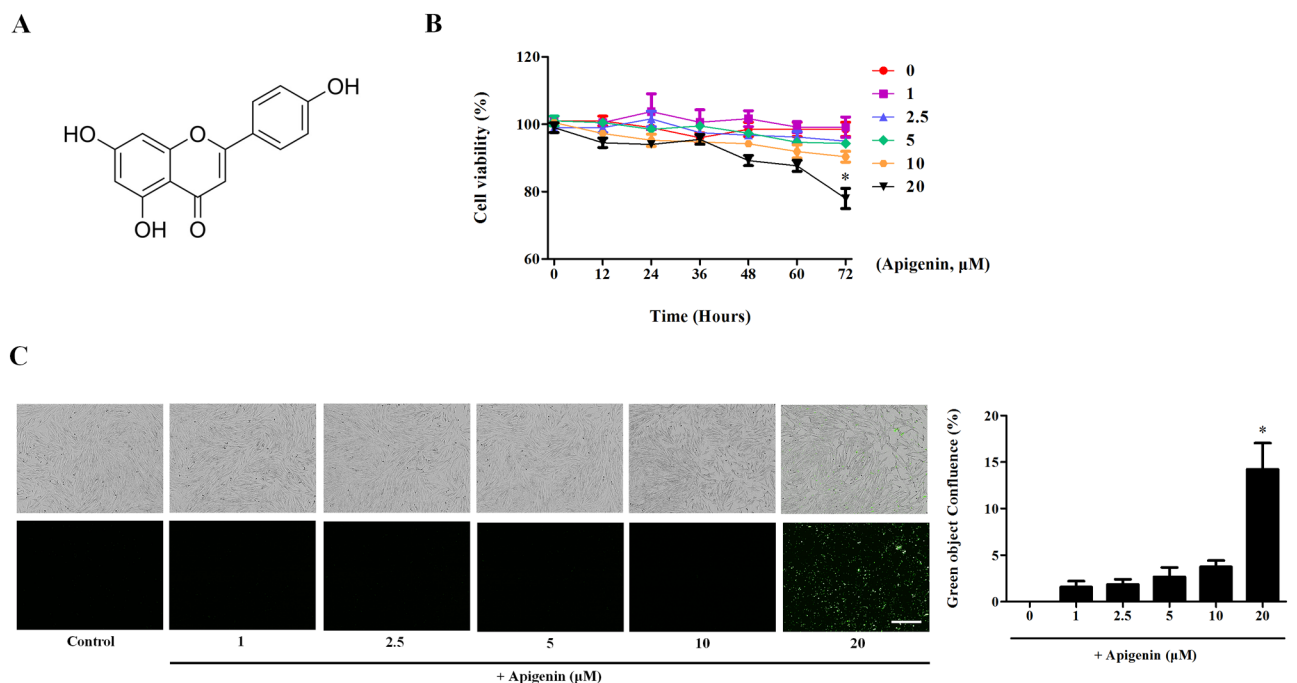 A
OH
HO
O
OH
O
B
120
100
80
60
Cell viability (%)
0 12 24 36 48 60 72
Time (Hours)
*
0
1
2.5
5
10
20
(Apigenin, μM)
C
Control 1 2.5 5 10 20
+ Apigenin (μM)
20
15
10
5
0
Green object Confluence (%)
*
0 1 2.5 5 10 20
+ Apigenin (μM)